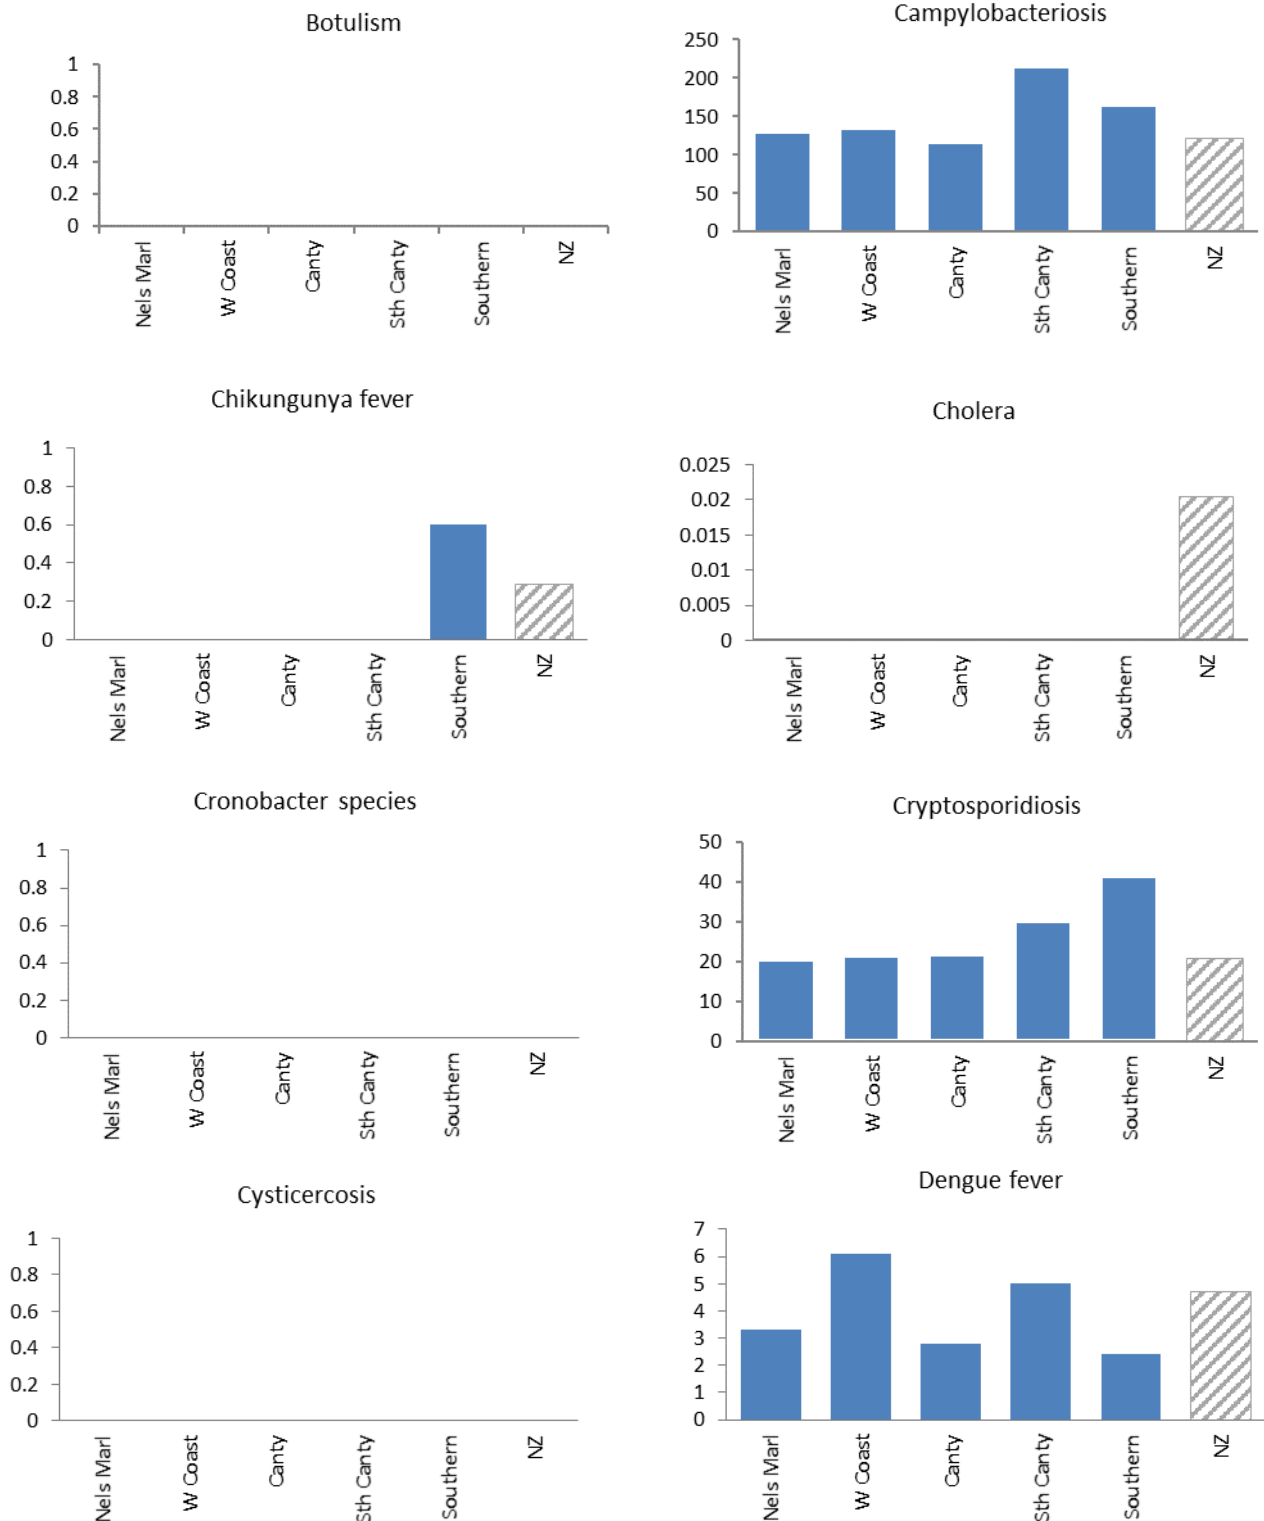 Botulism
1
0.8
0.6
0.4
0.2
0
Nels Marl
W Coast
Canty
Sth Canty
Southern
NZ
Campylobacteriosis
250
200
150
100
50
0
Nels Marl
W Coast
Canty
Sth Canty
Southern
NZ
Chikungunya fever
1
0.8
0.6
0.4
0.2
0
Nels Marl
W Coast
Canty
Sth Canty
Southern
NZ
Cholera
0.025
0.02
0.015
0.01
0.005
0
Nels Marl
W Coast
Canty
Sth Canty
Southern
NZ
Cronobacter species
1
0.8
0.6
0.4
0.2
0
Nels Marl
W Coast
Canty
Sth Canty
Southern
NZ
Cryptosporidiosis
50
40
30
20
10
0
Nels Marl
W Coast
Canty
Sth Canty
Southern
NZ
Cysticercosis
1
0.8
0.6
0.4
0.2
0
Nels Marl
W Coast
Canty
Sth Canty
Southern
NZ
Dengue fever
7
6
5
4
3
2
1
0
Nels Marl
W Coast
Canty
Sth Canty
Southern
NZ